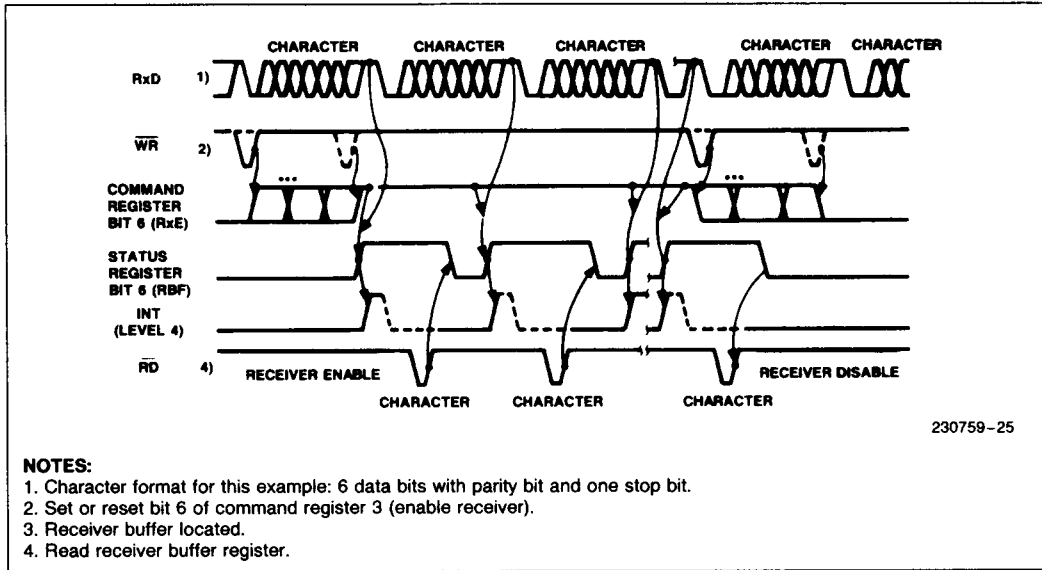 CHARACTER CHARACTER CHARACTER CHARACTER CHARACTER
RxD 1)
WR 2)
... ...
COMMAND
REGISTER
BIT 6 (RxE)
STATUS
REGISTER
BIT 6 (RBF)
INT
(LEVEL 4)
RD 4) RECEIVER ENABLE RECEIVER DISABLE
CHARACTER CHARACTER CHARACTER
230759-25
NOTES:
1. Character format for this example: 6 data bits with parity bit and one stop bit.
2. Set or reset bit 6 of command register 3 (enable receiver).
3. Receiver buffer located.
4. Read receiver buffer register.